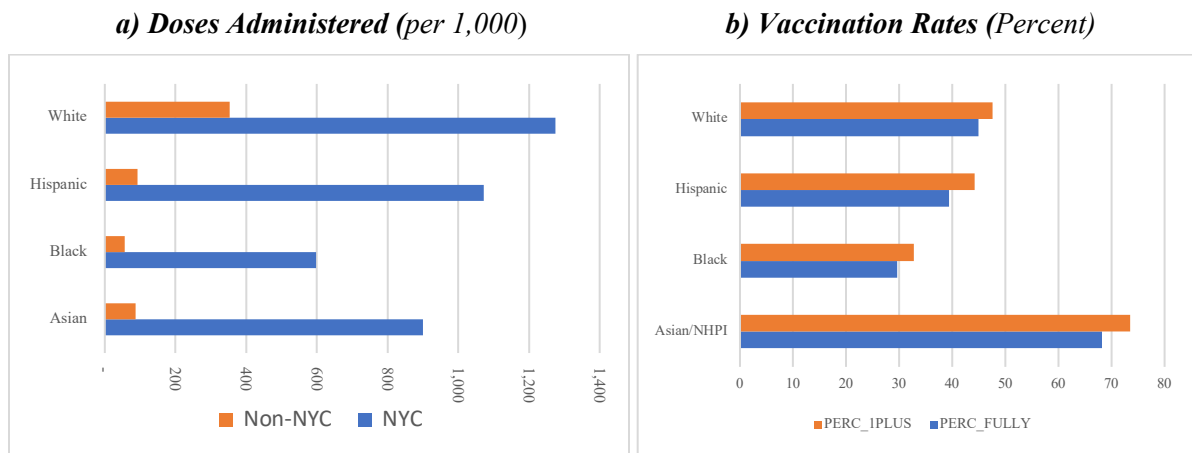 a) Doses Administered (per 1,000)
White
Hispanic
Black
Asian
-
200
400
600
800
1,000
1,200
1,400
Non-NYC
NYC
b) Vaccination Rates (Percent)
White
Hispanic
Black
Asian/NHPI
0
10
20
30
40
50
60
70
80
PERC_1PLUS
PERC_FULLY